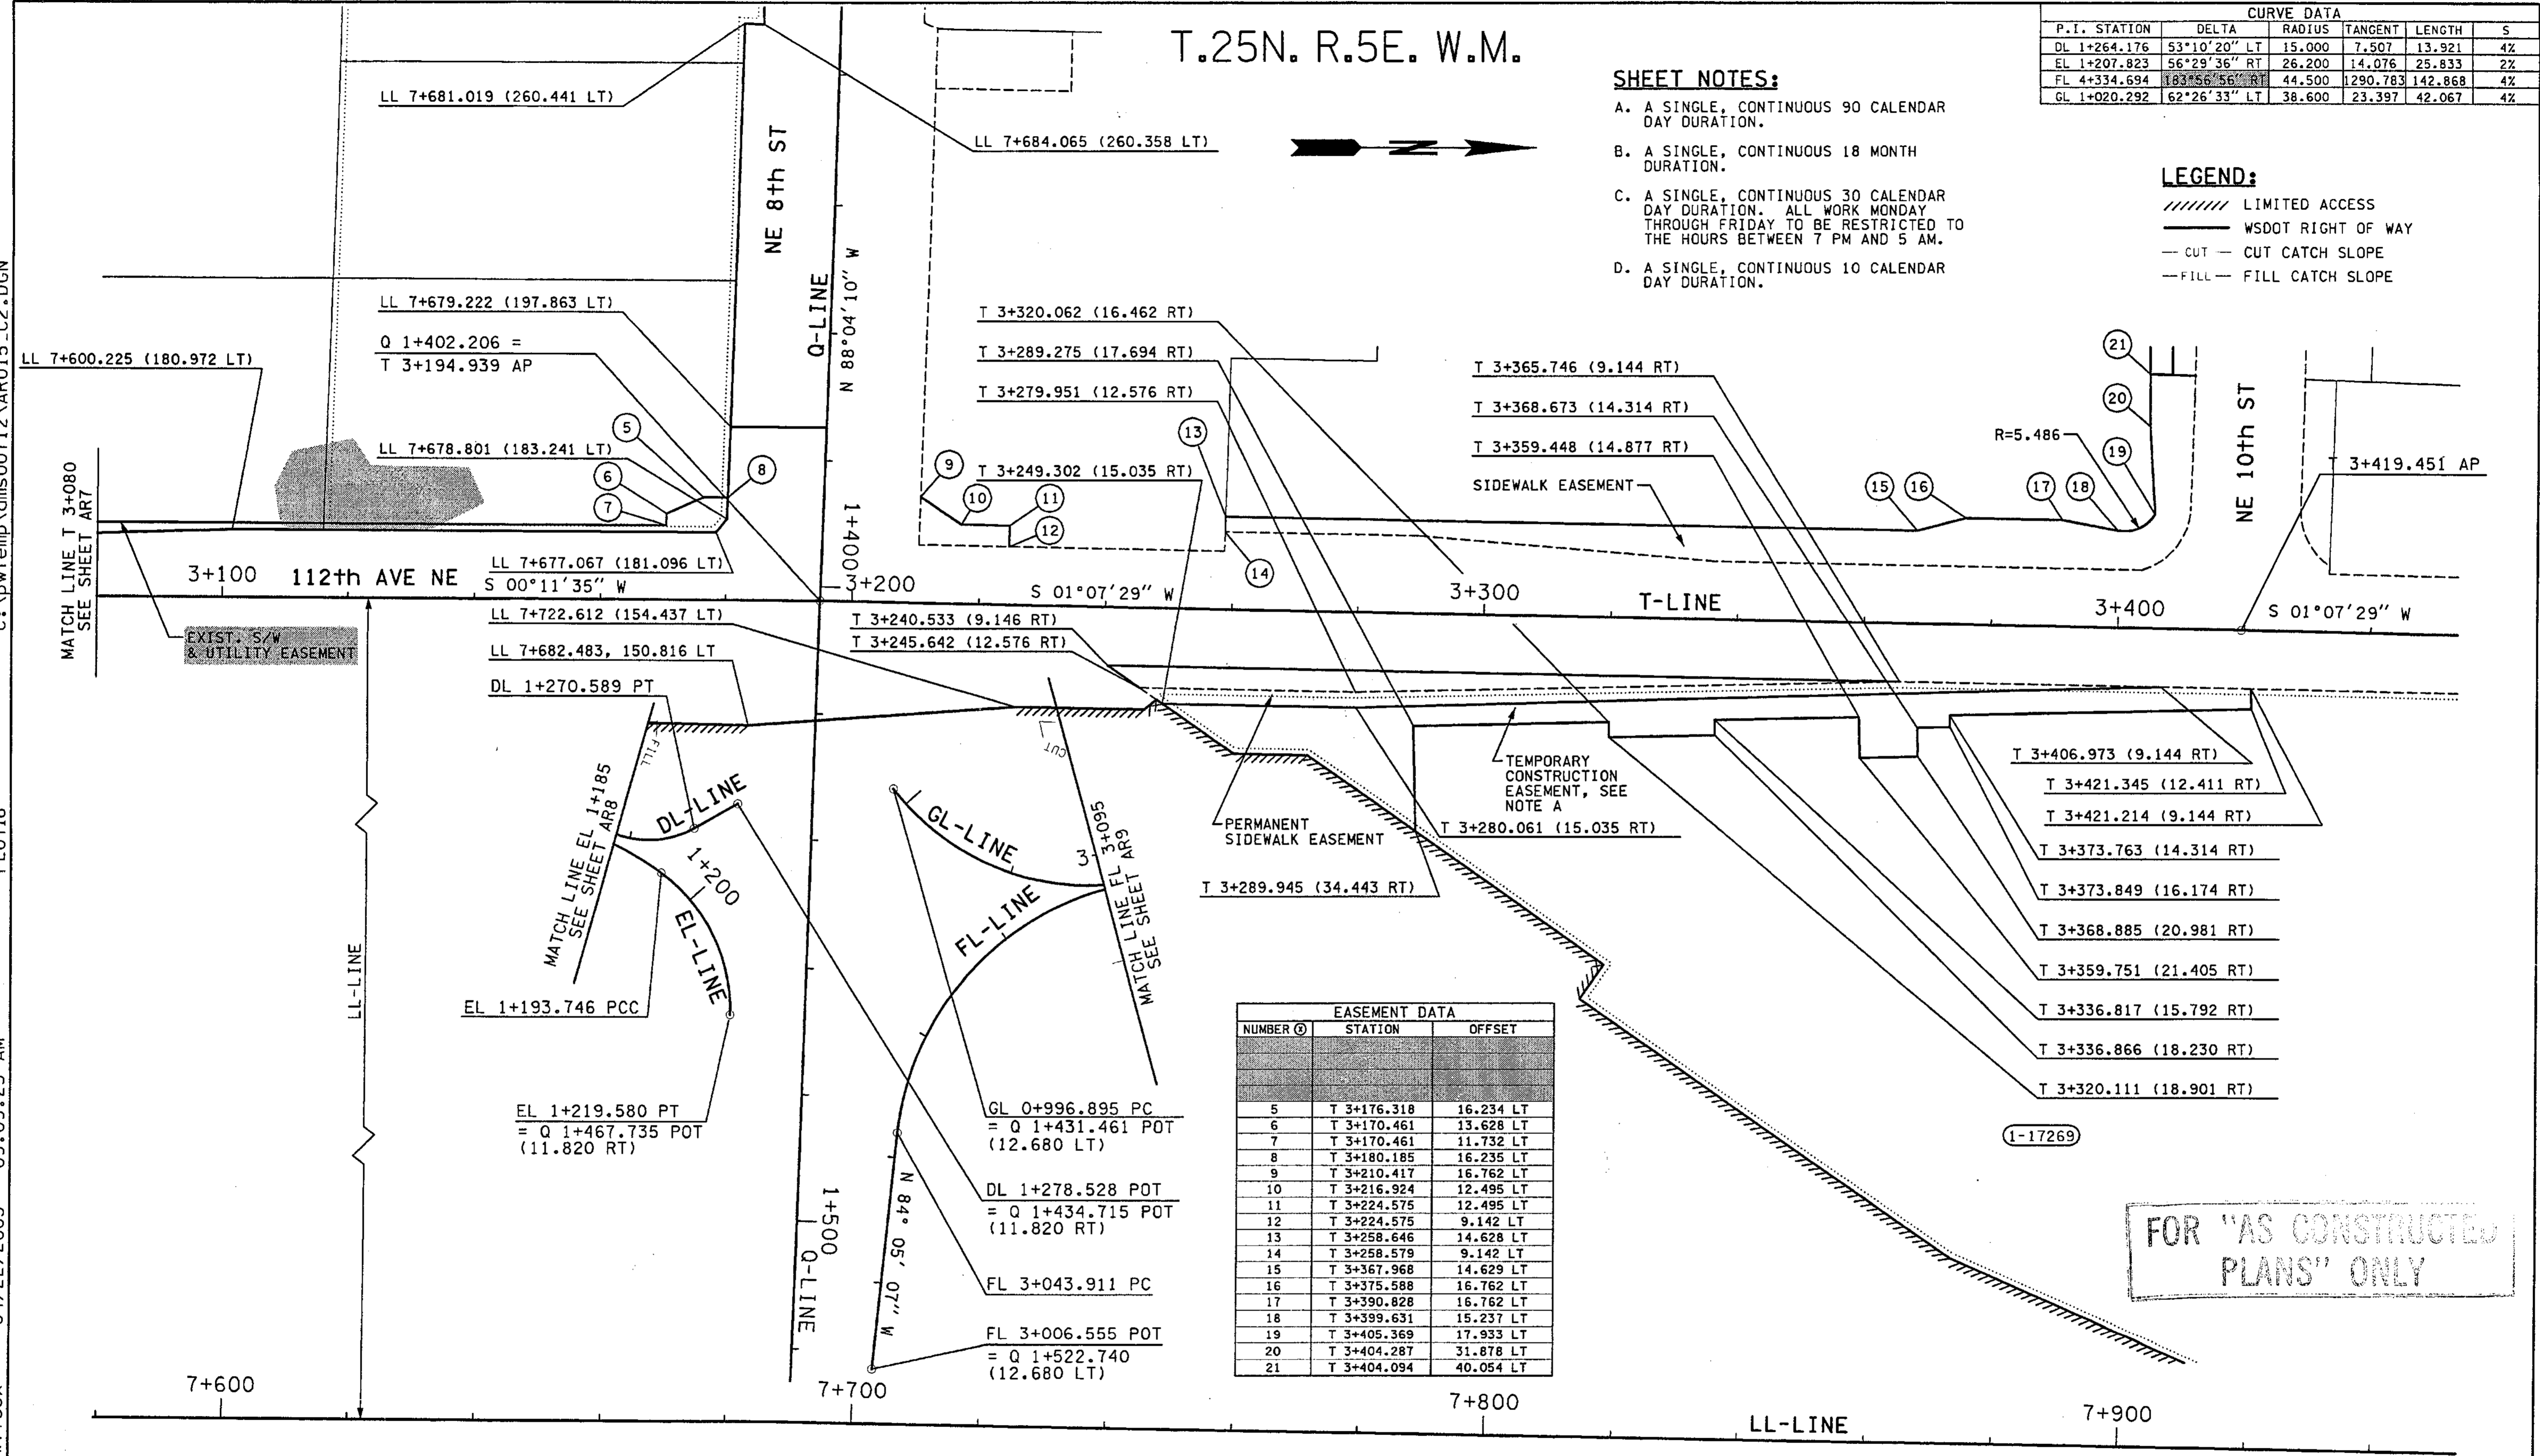 T.25N. R.5E. W.M.
CURVE DATA
P.I. STATION DELTA RADIUS TANGENT LENGTH S
DL 1+264.176 53°10'20" LT 15.000 7.507 13.921 4%
EL 1+207.823 56°29'36" RT 26.200 14.076 25.833 2%
FL 4+334.694 183°56'56" RT 44.500 1290.783 142.868 4%
GL 1+020.292 62°26'33" LT 38.600 23.397 42.067 4%
SHEET NOTES:
A. A SINGLE, CONTINUOUS 90 CALENDAR
DAY DURATION.
B. A SINGLE, CONTINUOUS 18 MONTH
DURATION.
C. A SINGLE, CONTINUOUS 30 CALENDAR
DAY DURATION. ALL WORK MONDAY
THROUGH FRIDAY TO BE RESTRICTED TO
THE HOURS BETWEEN 7 PM AND 5 AM.
D. A SINGLE, CONTINUOUS 10 CALENDAR
DAY DURATION.
LEGEND:
LIMITED ACCESS
WSDOT RIGHT OF WAY
CUT CUT CATCH SLOPE
FILL FILL CATCH SLOPE
N
LL 7+681.019 (260.441 LT)
LL 7+684.065 (260.358 LT)
NE 8th ST
Q-LINE
N 88°04'10" W
LL 7+679.222 (197.863 LT)
Q 1+402.206 =
T 3+194.939 AP
LL 7+600.225 (180.972 LT)
LL 7+678.801 (183.241 LT)
5
6
7
8
9
10
11
12
13
14
15
16
17
18
19
20
21
T 3+320.062 (16.462 RT)
T 3+289.275 (17.694 RT)
T 3+279.951 (12.576 RT)
T 3+249.302 (15.035 RT)
T 3+365.746 (9.144 RT)
T 3+368.673 (14.314 RT)
T 3+359.448 (14.877 RT)
SIDEWALK EASEMENT
R=5.486
NE 10th ST
T 3+419.451 AP
MATCH LINE T 3+080
SEE SHEET AR7
3+100
112th AVE NE
LL 7+677.067 (181.096 LT)
S 00°11'35" W
1+400
3+200
S 01°07'29" W
3+300
T-LINE
3+400
S 01°07'29" W
EXIST. S/W
& UTILITY EASEMENT
LL 7+722.612 (154.437 LT)
LL 7+682.483, 150.816 LT
DL 1+270.589 PT
T 3+240.533 (9.146 RT)
T 3+245.642 (12.576 RT)
FILL
CUT
MATCH LINE EL 1+185
SEE SHEET AR8
DL-LINE
1+200
EL-LINE
EL 1+193.746 PCC
GL-LINE
FL-LINE
3-
MATCH LINE FL 3+095
SEE SHEET AR9
PERMANENT
SIDEWALK EASEMENT
TEMPORARY
CONSTRUCTION
EASEMENT, SEE
NOTE A
T 3+280.061 (15.035 RT)
T 3+289.945 (34.443 RT)
T 3+406.973 (9.144 RT)
T 3+421.345 (12.411 RT)
T 3+421.214 (9.144 RT)
T 3+373.763 (14.314 RT)
T 3+373.849 (16.174 RT)
T 3+368.885 (20.981 RT)
T 3+359.751 (21.405 RT)
T 3+336.817 (15.792 RT)
T 3+336.866 (18.230 RT)
T 3+320.111 (18.901 RT)
LL-LINE
EL 1+219.580 PT
= Q 1+467.735 POT
(11.820 RT)
GL 0+996.895 PC
= Q 1+431.461 POT
(12.680 LT)
DL 1+278.528 POT
= Q 1+434.715 POT
(11.820 RT)
FL 3+043.911 PC
FL 3+006.555 POT
= Q 1+522.740
(12.680 LT)
1+500
Q-LINE
N 84° 05' 07" W
EASEMENT DATA
NUMBER X STATION OFFSET
5 T 3+176.318 16.234 LT
6 T 3+170.461 13.628 LT
7 T 3+170.461 11.732 LT
8 T 3+180.185 16.235 LT
9 T 3+210.417 16.762 LT
10 T 3+216.924 12.495 LT
11 T 3+224.575 12.495 LT
12 T 3+224.575 9.142 LT
13 T 3+258.646 14.628 LT
14 T 3+258.579 9.142 LT
15 T 3+367.968 14.629 LT
16 T 3+375.588 16.762 LT
17 T 3+390.828 16.762 LT
18 T 3+399.631 15.237 LT
19 T 3+405.369 17.933 LT
20 T 3+404.287 31.878 LT
21 T 3+404.094 40.054 LT
1-17269
FOR "AS CONSTRUCTED
PLANS" ONLY
7+600
7+700
7+800
LL-LINE
7+900